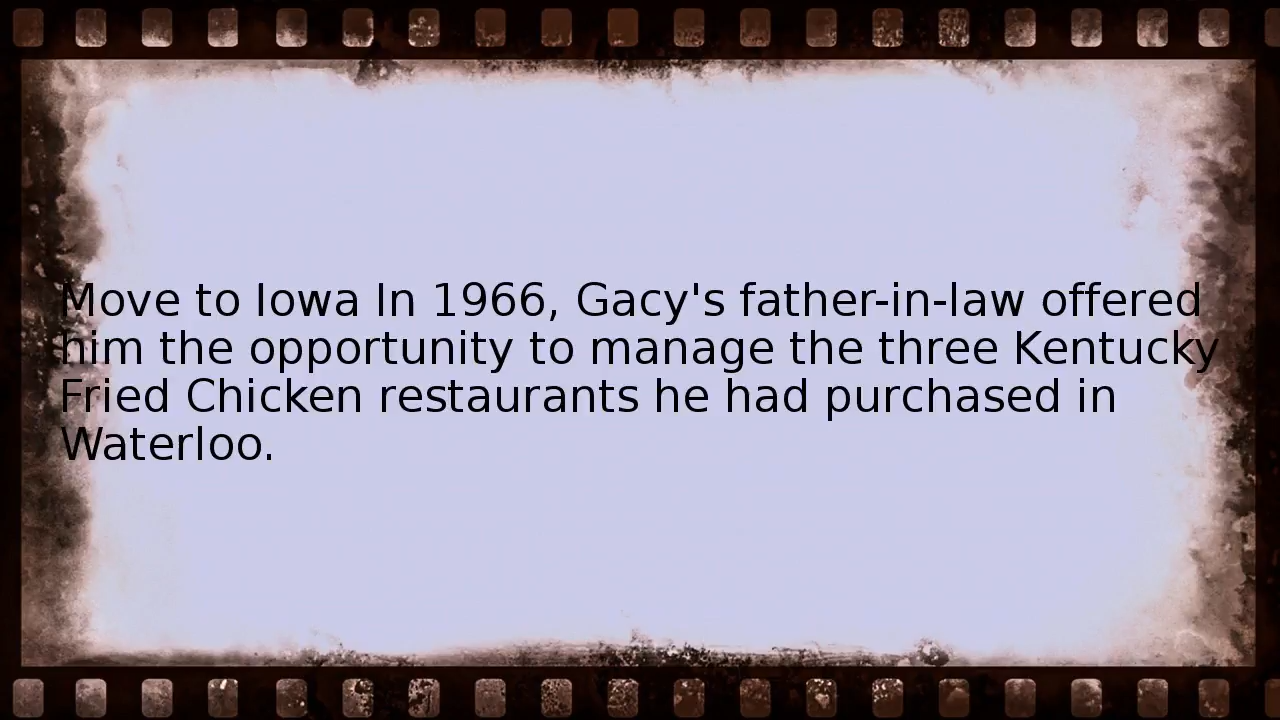 Move to Iowa In 1966, Gacy's father-in-law offered
him the opportunity to manage the three Kentucky
Fried Chicken restaurants he had purchased in
Waterloo.